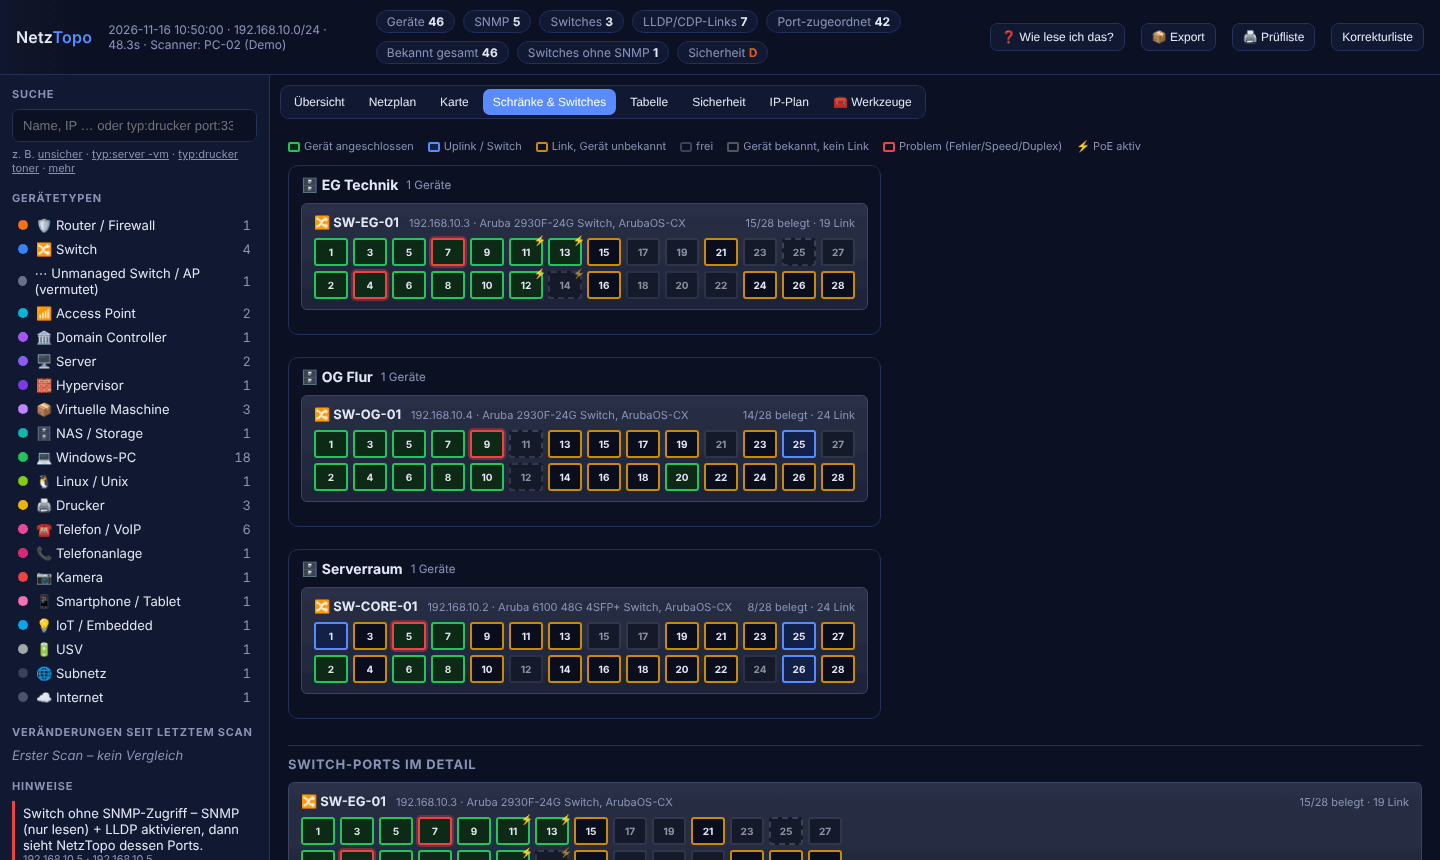 NetzTopo
2026-11-16 10:50:00 · 192.168.10.0/24 ·
48.3s · Scanner: PC-02 (Demo)
Geräte 46
SNMP 5
Switches 3
LLDP/CDP-Links 7
Port-zugeordnet 42
Bekannt gesamt 46
Switches ohne SNMP 1
Sicherheit D
❓ Wie lese ich das?
📦 Export
🖨️ Prüfliste
Korrekturliste
SUCHE
Name, IP … oder typ:drucker port:33
z. B. unsicher · typ:server -vm · typ:drucker
toner · mehr
GERÄTETYPEN
Router / Firewall 1
Switch 4
··· Unmanaged Switch / AP
(vermutet) 1
Access Point 2
Domain Controller 1
Server 2
Hypervisor 1
Virtuelle Maschine 3
NAS / Storage 1
Windows-PC 18
Linux / Unix 1
Drucker 3
Telefon / VoIP 6
Telefonanlage 1
Kamera 1
Smartphone / Tablet 1
IoT / Embedded 1
USV 1
Subnetz 1
Internet 1
VERÄNDERUNGEN SEIT LETZTEM SCAN
Erster Scan – kein Vergleich
HINWEISE
Switch ohne SNMP-Zugriff – SNMP
(nur lesen) + LLDP aktivieren, dann
sieht NetzTopo dessen Ports.
192.168.10.5 · 192.168.10.5
Übersicht
Netzplan
Karte
Schränke & Switches
Tabelle
Sicherheit
IP-Plan
🧰 Werkzeuge
Gerät angeschlossen
Uplink / Switch
Link, Gerät unbekannt
frei
Gerät bekannt, kein Link
Problem (Fehler/Speed/Duplex)
⚡ PoE aktiv
EG Technik 1 Geräte
SW-EG-01 192.168.10.3 · Aruba 2930F-24G Switch, ArubaOS-CX 15/28 belegt · 19 Link
1 3 5 7 9 11 13 15 17 19 21 23 25 27
2 4 6 8 10 12 14 16 18 20 22 24 26 28
OG Flur 1 Geräte
SW-OG-01 192.168.10.4 · Aruba 2930F-24G Switch, ArubaOS-CX 14/28 belegt · 24 Link
1 3 5 7 9 11 13 15 17 19 21 23 25 27
2 4 6 8 10 12 14 16 18 20 22 24 26 28
Serverraum 1 Geräte
SW-CORE-01 192.168.10.2 · Aruba 6100 48G 4SFP+ Switch, ArubaOS-CX 8/28 belegt · 24 Link
1 3 5 7 9 11 13 15 17 19 21 23 25 27
2 4 6 8 10 12 14 16 18 20 22 24 26 28
SWITCH-PORTS IM DETAIL
SW-EG-01 192.168.10.3 · Aruba 2930F-24G Switch, ArubaOS-CX 15/28 belegt · 19 Link
1 3 5 7 9 11 13 15 17 19 21 23 25 27